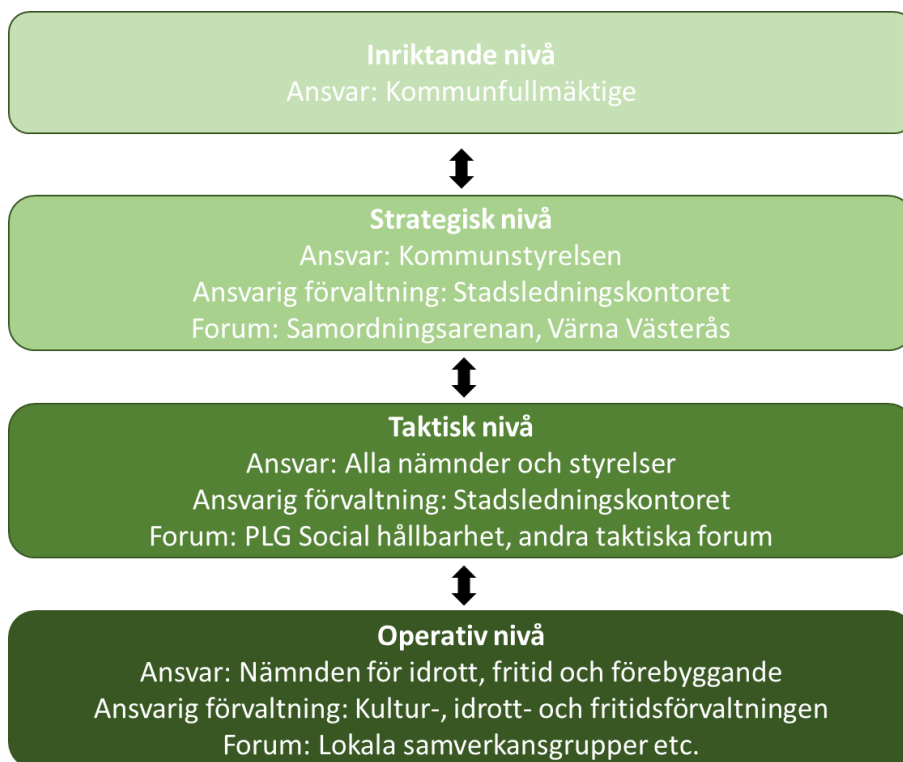 Inriktande nivå
Ansvar: Kommunfullmäktige
Strategisk nivå
Ansvar: Kommunstyrelsen
Ansvarig förvaltning: Stadsledningskontoret
Forum: Samordningsarenan, Värna Västerås
Taktisk nivå
Ansvar: Alla nämnder och styrelser
Ansvarig förvaltning: Stadsledningskontoret
Forum: PLG Social hållbarhet, andra taktiska forum
Operativ nivå
Ansvar: Nämnden för idrott, fritid och förebyggande
Ansvarig förvaltning: Kultur-, idrott- och fritidsförvaltningen
Forum: Lokala samverkansgrupper etc.